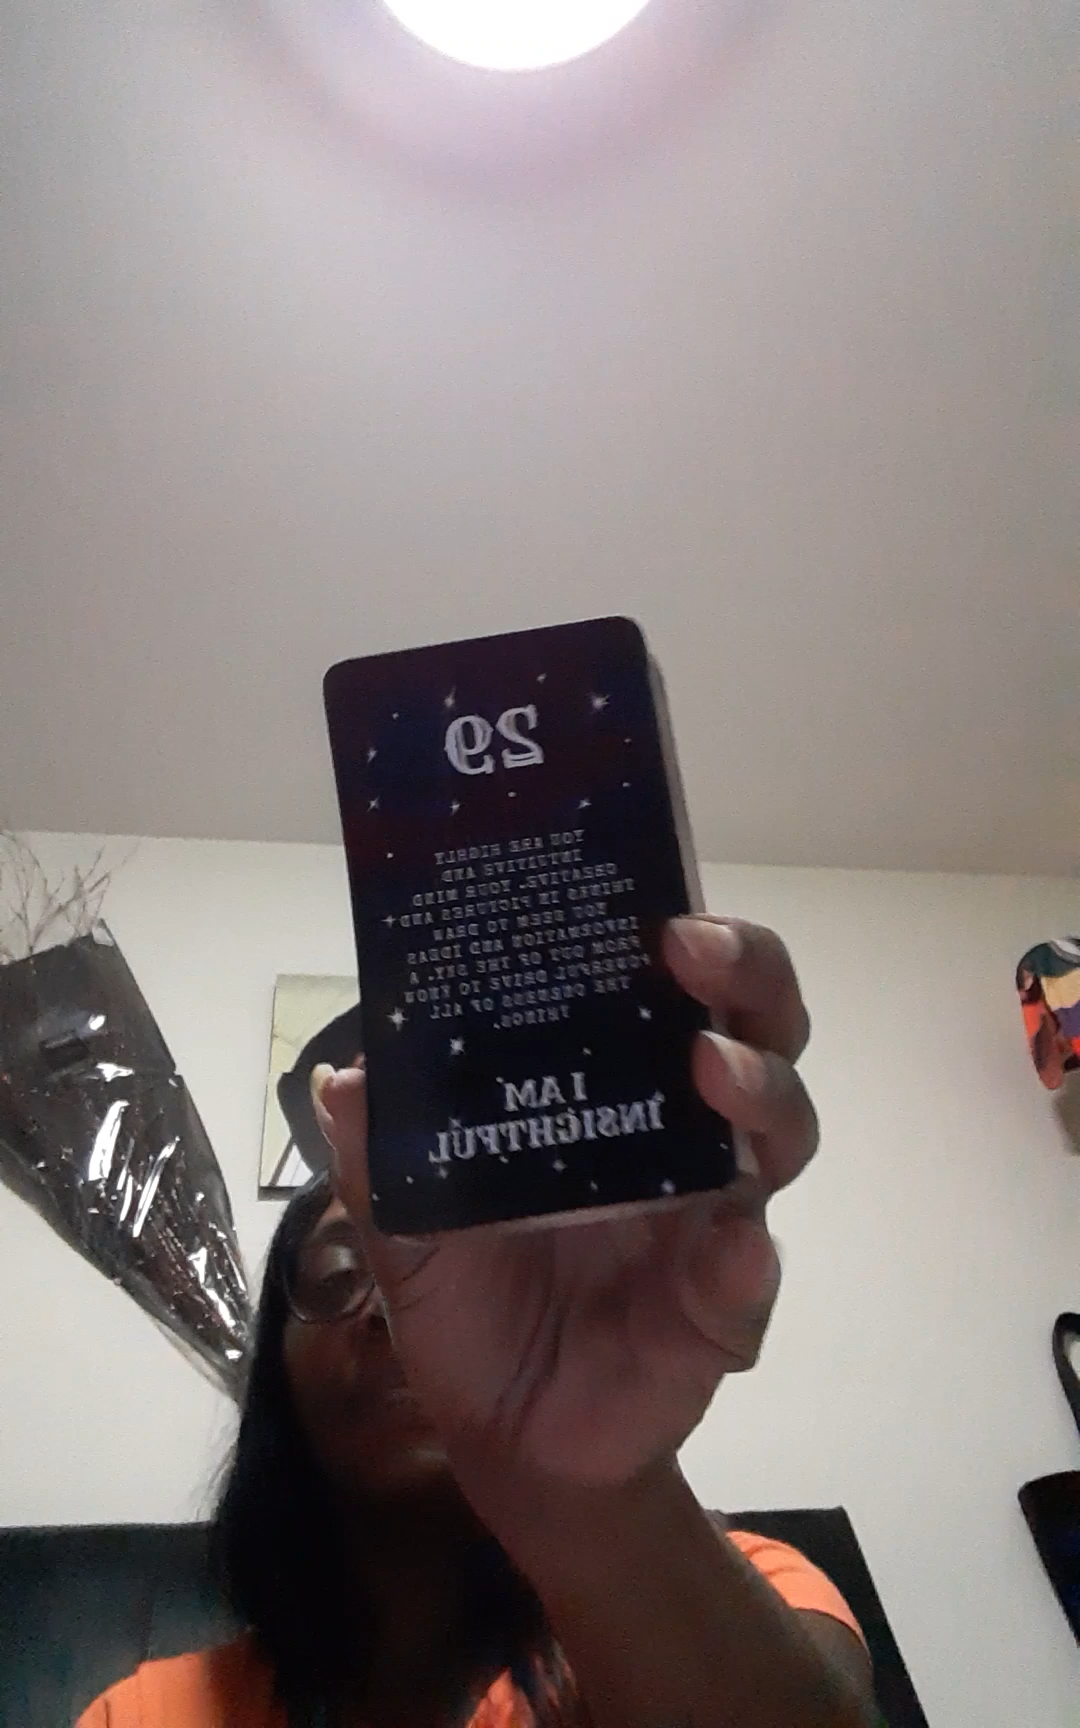 29
YOU ARE HIGHLY
INTUITIVE AND
CREATIVE. YOUR MIND
THINKS IN PICTURES AND
YOU SEEM TO DRAW
INFORMATION AND IDEAS
FROM OUT OF THE SKY. A
POWERFUL DRIVE TO KNOW
THE OF ALL
THINGS.
I AM
INSIGHTFUL